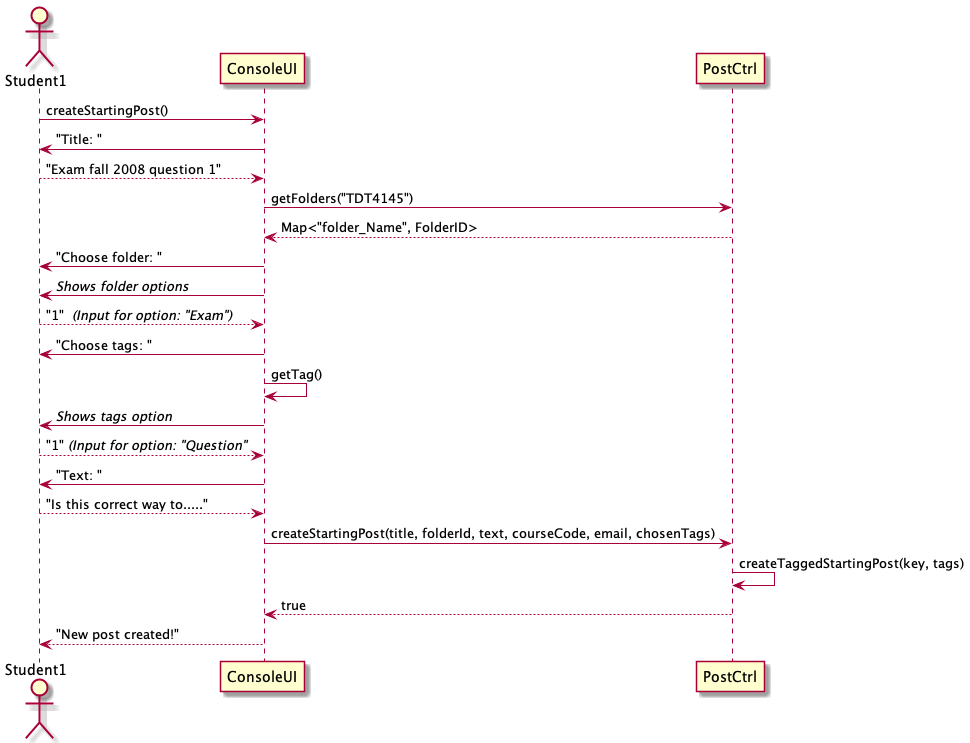 Student1
ConsoleUI
PostCtrl
createStartingPost()
"Title: "
"Exam fall 2008 question 1"
getFolders("TDT4145")
Map<"folder_Name", FolderID>
"Choose folder: "
Shows folder options
"1"  (Input for option: "Exam")
"Choose tags: "
getTag()
Shows tags option
"1" (Input for option: "Question"
"Text: "
"Is this correct way to....."
createStartingPost(title, folderId, text, courseCode, email, chosenTags)
createTaggedStartingPost(key, tags)
true
"New post created!"
Student1
ConsoleUI
PostCtrl